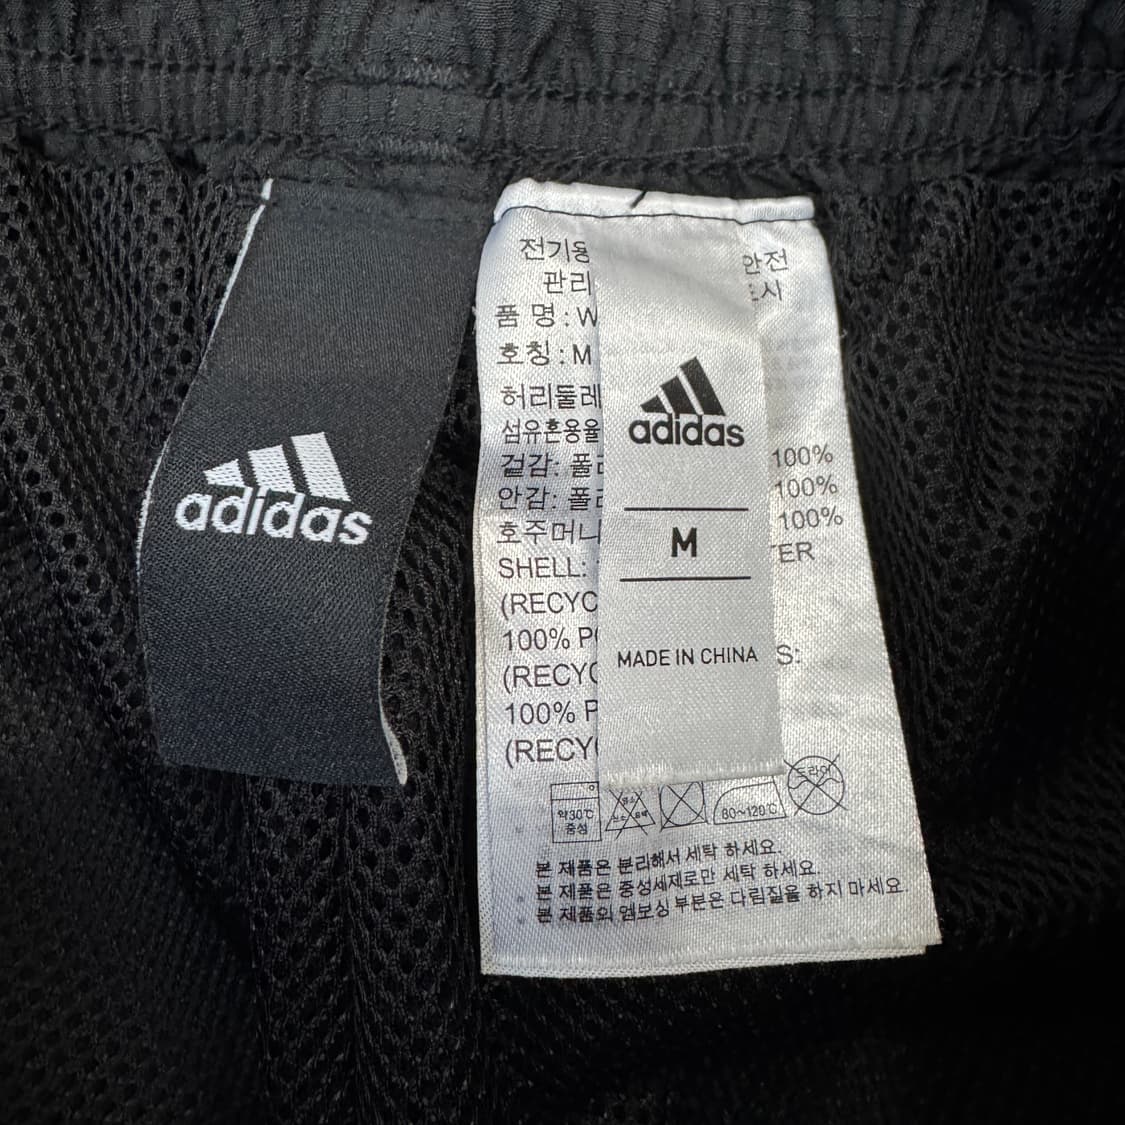 adidas
전기용
안전
관리
품 명 : W
호칭 : M
허리둘레
섬유혼용율
겉감: 폴리
100%
안감: 폴리
100%
호주머니
100%
SHELL:
(RECYC
100% P
(RECYC
100% P
(RECY
adidas
M
MADE IN CHINA
S:
약30℃
중성
80~120℃
드라이
본 제품은 분리해서 세탁 하세요.
본 제품은 중성세제로만 세탁 하세요.
본 제품의 엠보싱 부분은 다림질을 하지 마세요